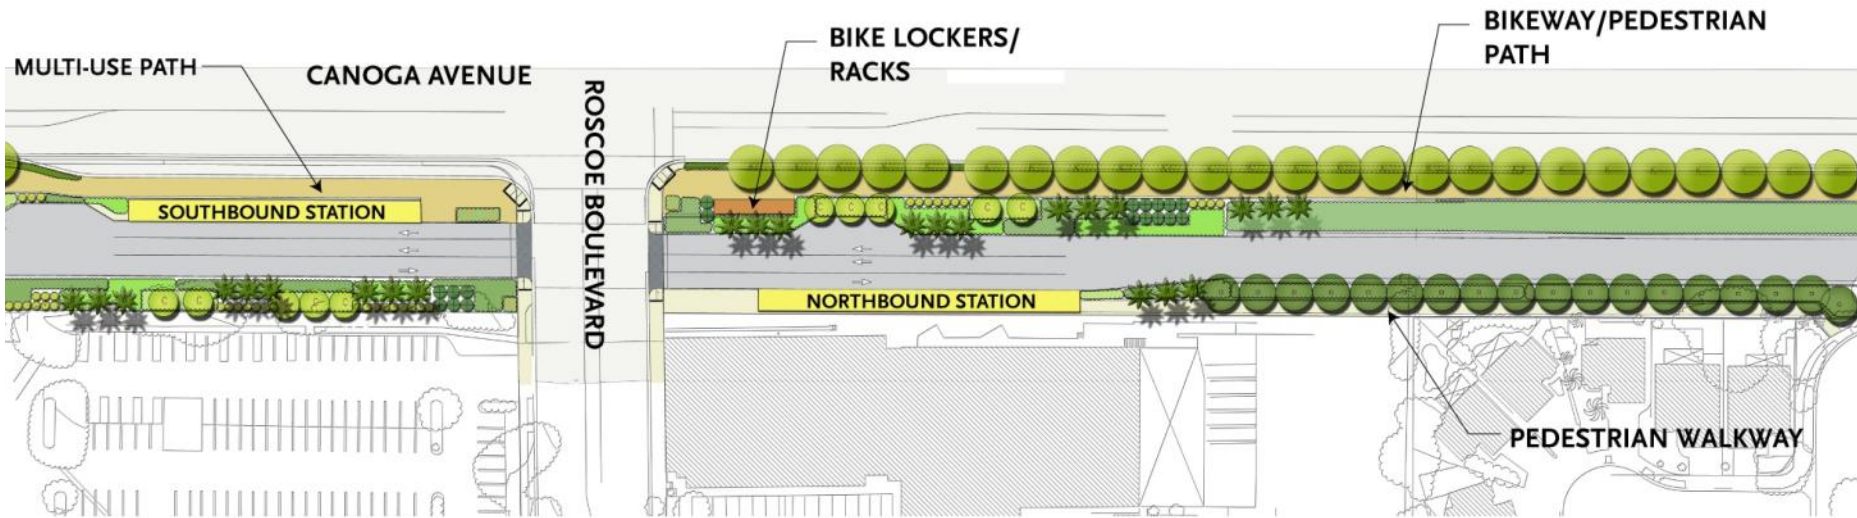 MULTI-USE PATH
CANOGA AVENUE
ROSCOE BOULEVARD
BIKE LOCKERS/
RACKS
BIKEWAY/PEDESTRIAN
PATH
SOUTHBOUND STATION
NORTHBOUND STATION
PEDESTRIAN WALKWAY